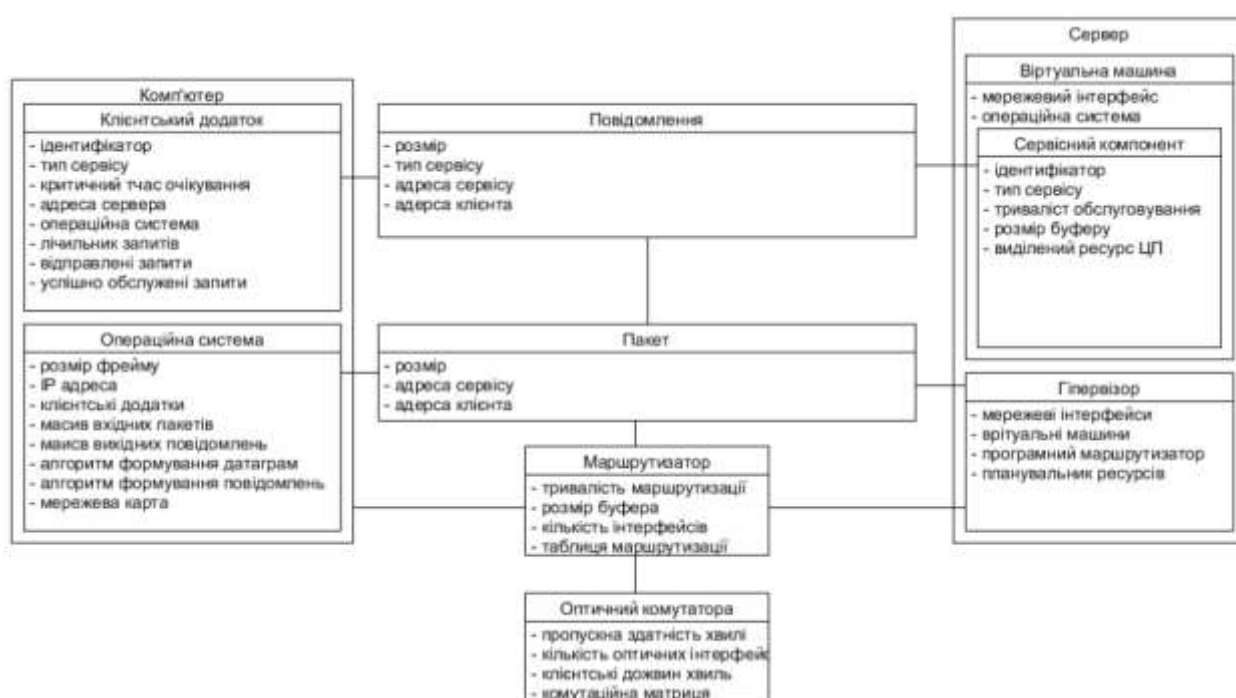 Комп'ютер
Клієнтський додаток
- ідентифікатор
- тип сервісу
- критичний тчас очікування
- адреса сервера
- операційна система
- лічильник запитів
- відправлені запити
- успішно обслужені запити
Операційна система
- розмір фрейму
- IP адреса
- клієнтські додатки
- масив вхідних пакетів
- маисв вихідних повідомлень
- алгоритм формування датаграм
- алгоритм формування повідомлень
- мережева карта
Повідомлення
- розмір
- тип сервісу
- адреса сервісу
- адерса клієнта
Пакет
- розмір
- адреса сервісу
- адерса клієнта
Маршрутизатор
- тривалість маршрутизації
- розмір буфера
- кількість інтерфейсів
- таблиця маршрутизації
Оптичний комутатора
- пропускна здатність хвилі
- кількість оптичних інтерфейс
- клієнтські дожвин хвиль
- комутаційна матриця
Сервер
Віртуальна машина
- мережевий інтерфейс
- операційна система
Сервісний компонент
- ідентифікатор
- тип сервісу
- триваліст обслуговування
- розмір буферу
- виділений ресурс ЦП
Гіпервізор
- мережеві інтерфейси
- врітуальні машини
- програмний маршрутизатор
- планувальник ресурсів